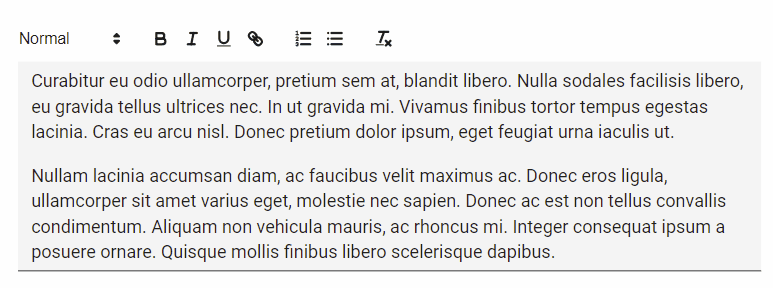 Normal
B I U
Curabitur eu odio ullamcorper, pretium sem at, blandit libero. Nulla sodales facilisis libero,
eu gravida tellus ultrices nec. In ut gravida mi. Vivamus finibus tortor tempus egestas
lacinia. Cras eu arcu nisl. Donec pretium dolor ipsum, eget feugiat urna iaculis ut.
Nullam lacinia accumsan diam, ac faucibus velit maximus ac. Donec eros ligula,
ullamcorper sit amet varius eget, molestie nec sapien. Donec ac est non tellus convallis
condimentum. Aliquam non vehicula mauris, ac rhoncus mi. Integer consequat ipsum a
posuere ornare. Quisque mollis finibus libero scelerisque dapibus.